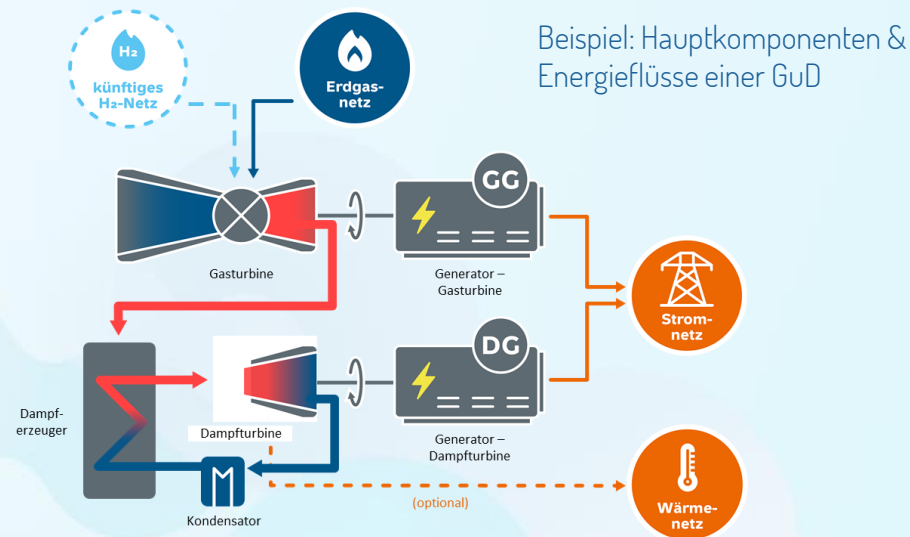 Beispiel: Hauptkomponenten &
Energieflüsse einer GuD
H₂
künftiges
H₂-Netz
Erdgas-
netz
GG
Gasturbine
Generator –
Gasturbine
Strom-
netz
DG
Dampf-
erzeuger
Dampfturbine
Generator –
Dampfturbine
(optional)
Kondensator
Wärme-
netz